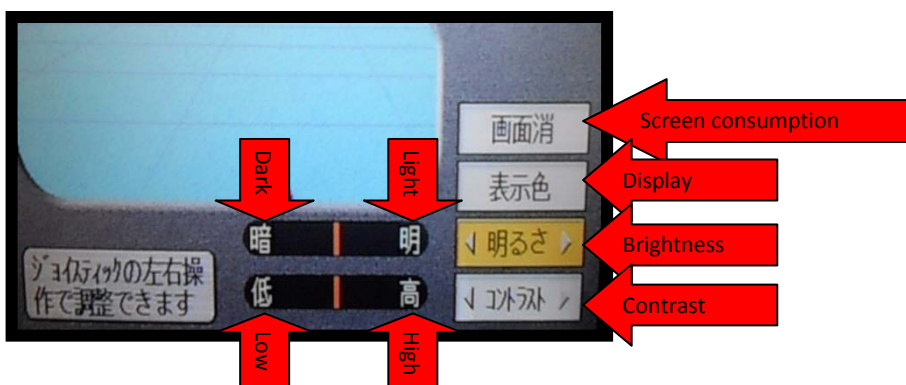 画面消
Screen consumption
Dark
Light
表示色
Display
暗
明
明るさ
Brightness
ジョイスティックの左右操
作で調整できます
低
高
コントラスト
Contrast
Low
High